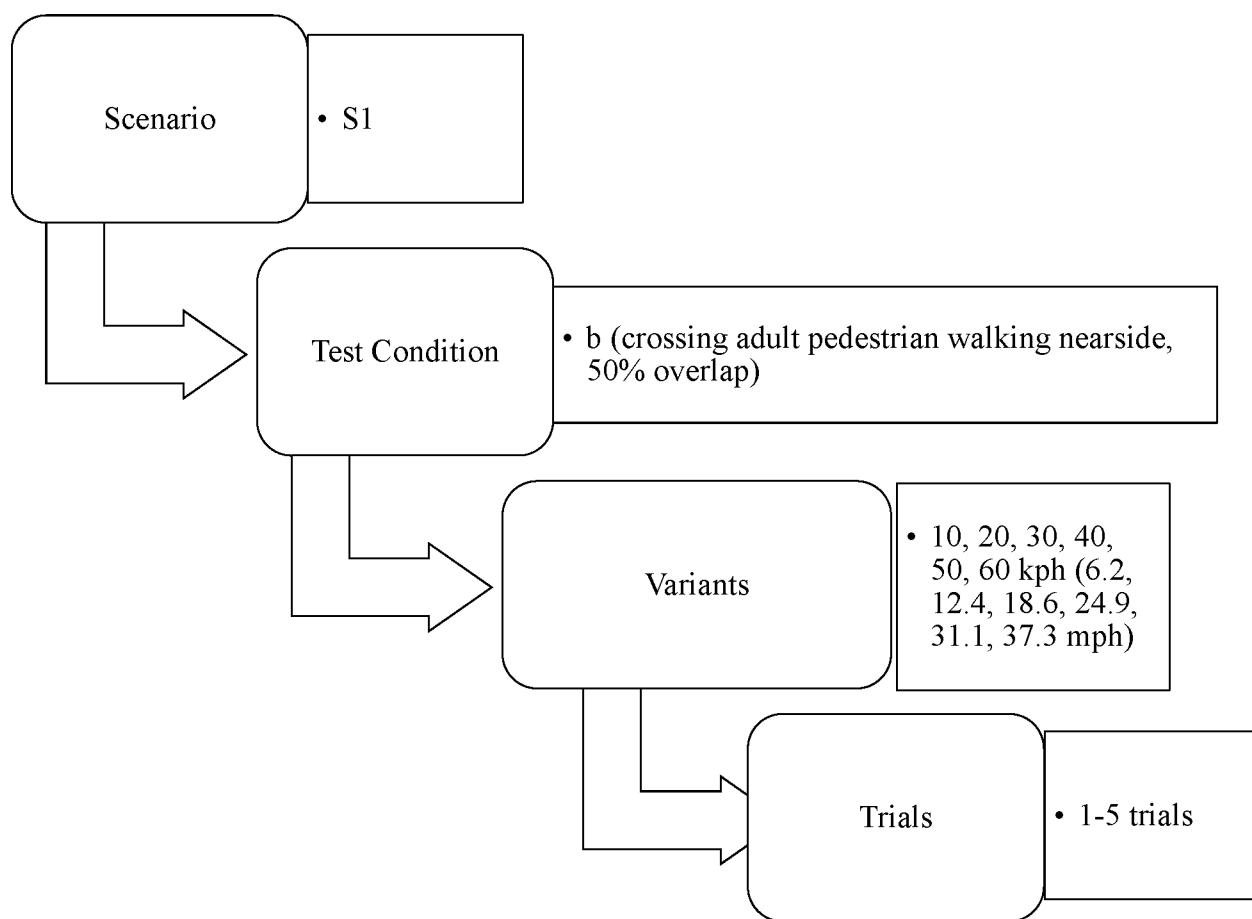 Scenario
• S1
Test Condition
• b (crossing adult pedestrian walking nearside,
50% overlap)
Variants
• 10, 20, 30, 40,
50, 60 kph (6.2,
12.4, 18.6, 24.9,
31.1, 37.3 mph)
Trials
• 1-5 trials